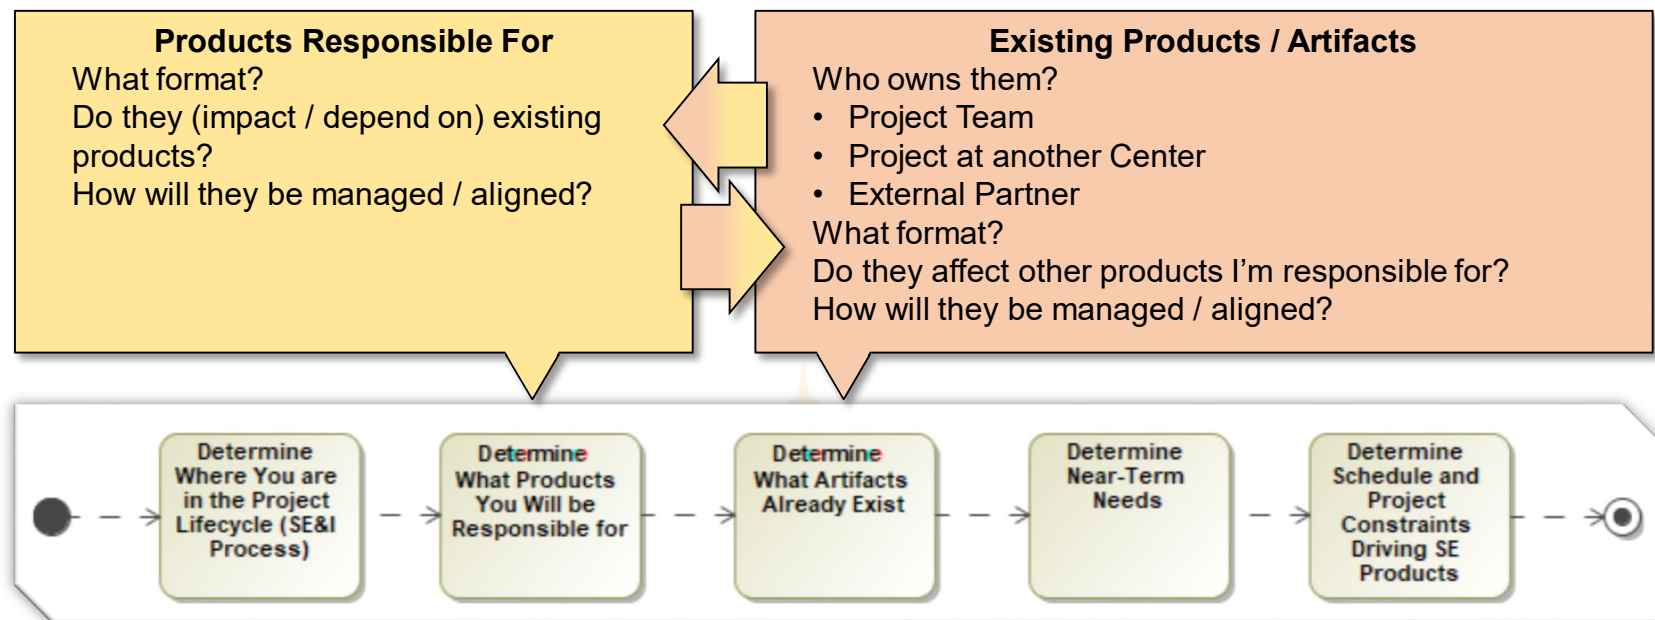 Products Responsible For
What format?
Do they (impact / depend on) existing
products?
How will they be managed / aligned?
Existing Products / Artifacts
Who owns them?
• Project Team
• Project at another Center
• External Partner
What format?
Do they affect other products I'm responsible for?
How will they be managed / aligned?
Determine
Where You are
in the Project
Lifecycle (SE&I
Process)
Determine
What Products
You Will be
Responsible for
Determine
What Artifacts
Already Exist
Determine
Near-Term
Needs
Determine
Schedule and
Project
Constraints
Driving SE
Products